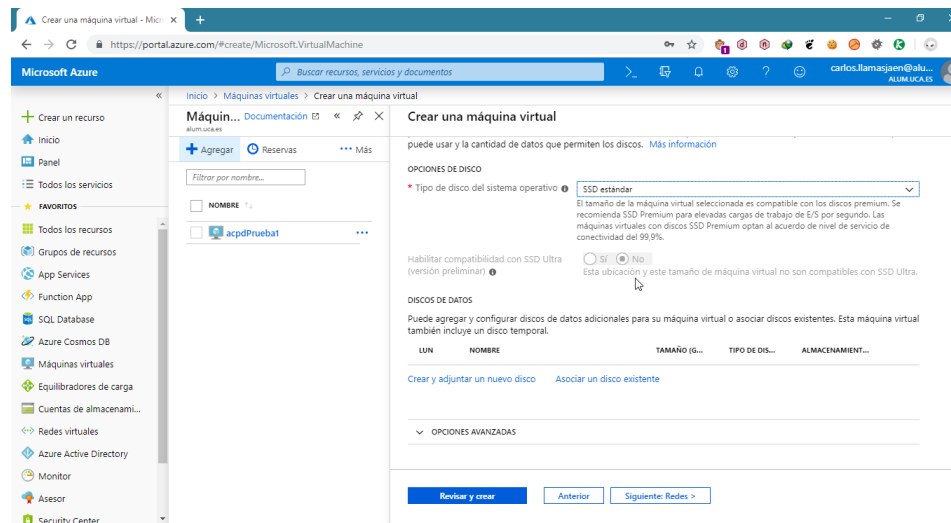 Crear una máquina virtual - Micr
https://portal.azure.com/#create/Microsoft.VirtualMachine
Microsoft Azure
Buscar recursos, servicios y documentos
carlos.llamasjaen@alu...
ALUM.UCA.ES
Crear un recurso
Inicio
Panel
Todos los servicios
FAVORITOS
Todos los recursos
Grupos de recursos
App Services
Function App
SQL Database
Azure Cosmos DB
Máquinas virtuales
Equilibradores de carga
Cuentas de almacenami...
Redes virtuales
Azure Active Directory
Monitor
Asesor
Security Center
Inicio > Máquinas virtuales > Crear una máquina virtual
Máquin... Documentación
alum.uca.es
Agregar Reservas ••• Más
Filtrar por nombre...
NOMBRE
acpdPrueba1
Crear una máquina virtual
puede usar y la cantidad de datos que permiten los discos. Más información
OPCIONES DE DISCO
* Tipo de disco del sistema operativo
SSD estándar
El tamaño de la máquina virtual seleccionada es compatible con los discos premium. Se
recomienda SSD Premium para elevadas cargas de trabajo de E/S por segundo. Las
máquinas virtuales con discos SSD Premium optan al acuerdo de nivel de servicio de
conectividad del 99,9%.
Habilitar compatibilidad con SSD Ultra
(versión preliminar)
Sí No
Esta ubicación y este tamaño de máquina virtual no son compatibles con SSD Ultra.
DISCOS DE DATOS
Puede agregar y configurar discos de datos adicionales para su máquina virtual o asociar discos existentes. Esta máquina virtual
también incluye un disco temporal.
LUN NOMBRE TAMAÑO (G... TIPO DE DIS... ALMACENAMIENT...
Crear y adjuntar un nuevo disco Asociar un disco existente
OPCIONES AVANZADAS
Revisar y crear Anterior Siguiente: Redes >